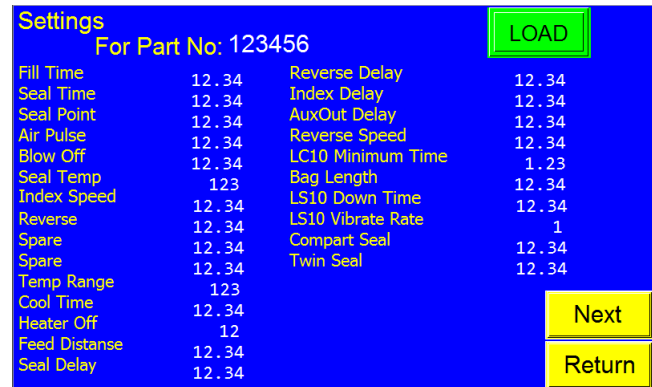 Settings
For Part No: 123456
LOAD
Fill Time 12.34
Seal Time 12.34
Seal Point 12.34
Air Pulse 12.34
Blow Off 12.34
Seal Temp 123
Index Speed 12.34
Reverse 12.34
Spare 12.34
Spare 12.34
Temp Range 123
Cool Time 12.34
Heater Off 12
Feed Distanse 12.34
Seal Delay 12.34
Reverse Delay 12.34
Index Delay 12.34
AuxOut Delay 12.34
Reverse Speed 12.34
LC10 Minimum Time 1.23
Bag Length 12.34
LS10 Down Time 12.34
LS10 Vibrate Rate 1
Compart Seal 12.34
Twin Seal 12.34
Next
Return